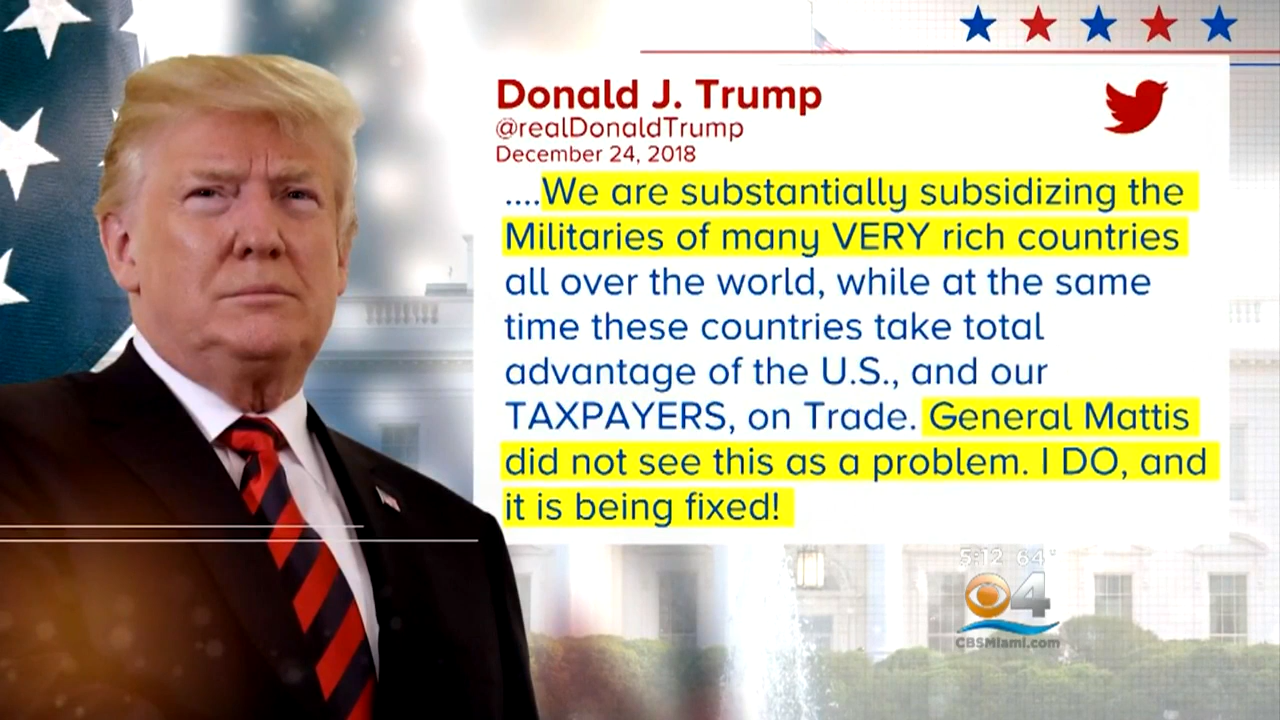 Donald J. Trump
@realDonaldTrump
December 24, 2018
....We are substantially subsidizing the
Militaries of many VERY rich countries
all over the world, while at the same
time these countries take total
advantage of the U.S., and our
TAXPAYERS, on Trade. General Mattis
did not see this as a problem. I DO, and
it is being fixed!
5:12 64°
4
CBSMiami.com